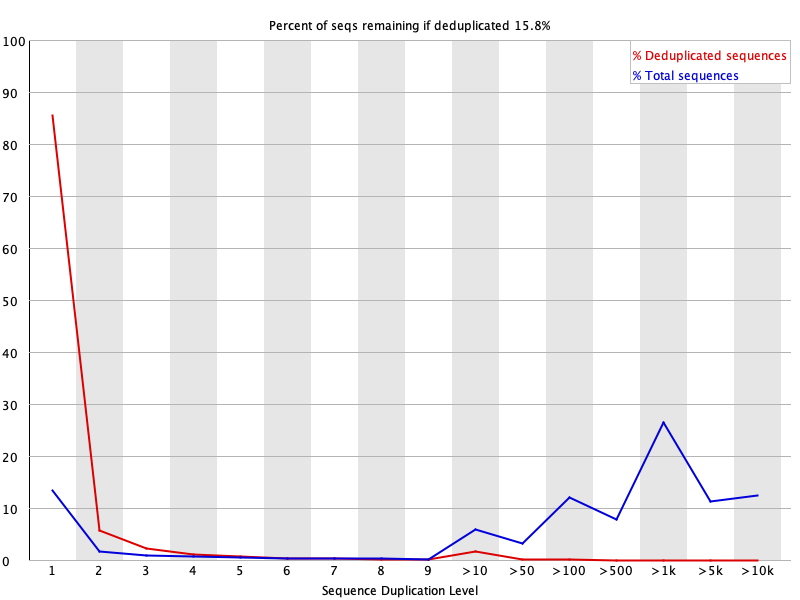 Percent of seqs remaining if deduplicated 15.8%
% Deduplicated sequences
% Total sequences
100
90
80
70
60
50
40
30
20
10
0
1 2 3 4 5 6 7 8 9 >10 >50 >100 >500 >1k >5k >10k
Sequence Duplication Level